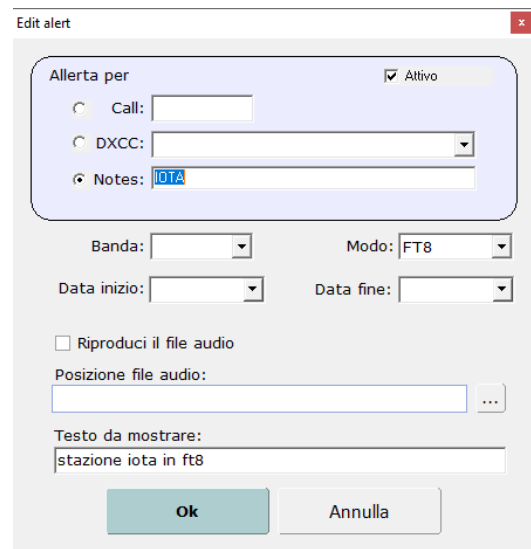 Edit alert
x
Allerta per
Attivo
Call:
DXCC:
Notes: IOTA
Banda: Modo: FT8
Data inizio: Data fine:
Riproduci il file audio
Posizione file audio:
...
Testo da mostrare:
stazione iota in ft8
Ok Annulla